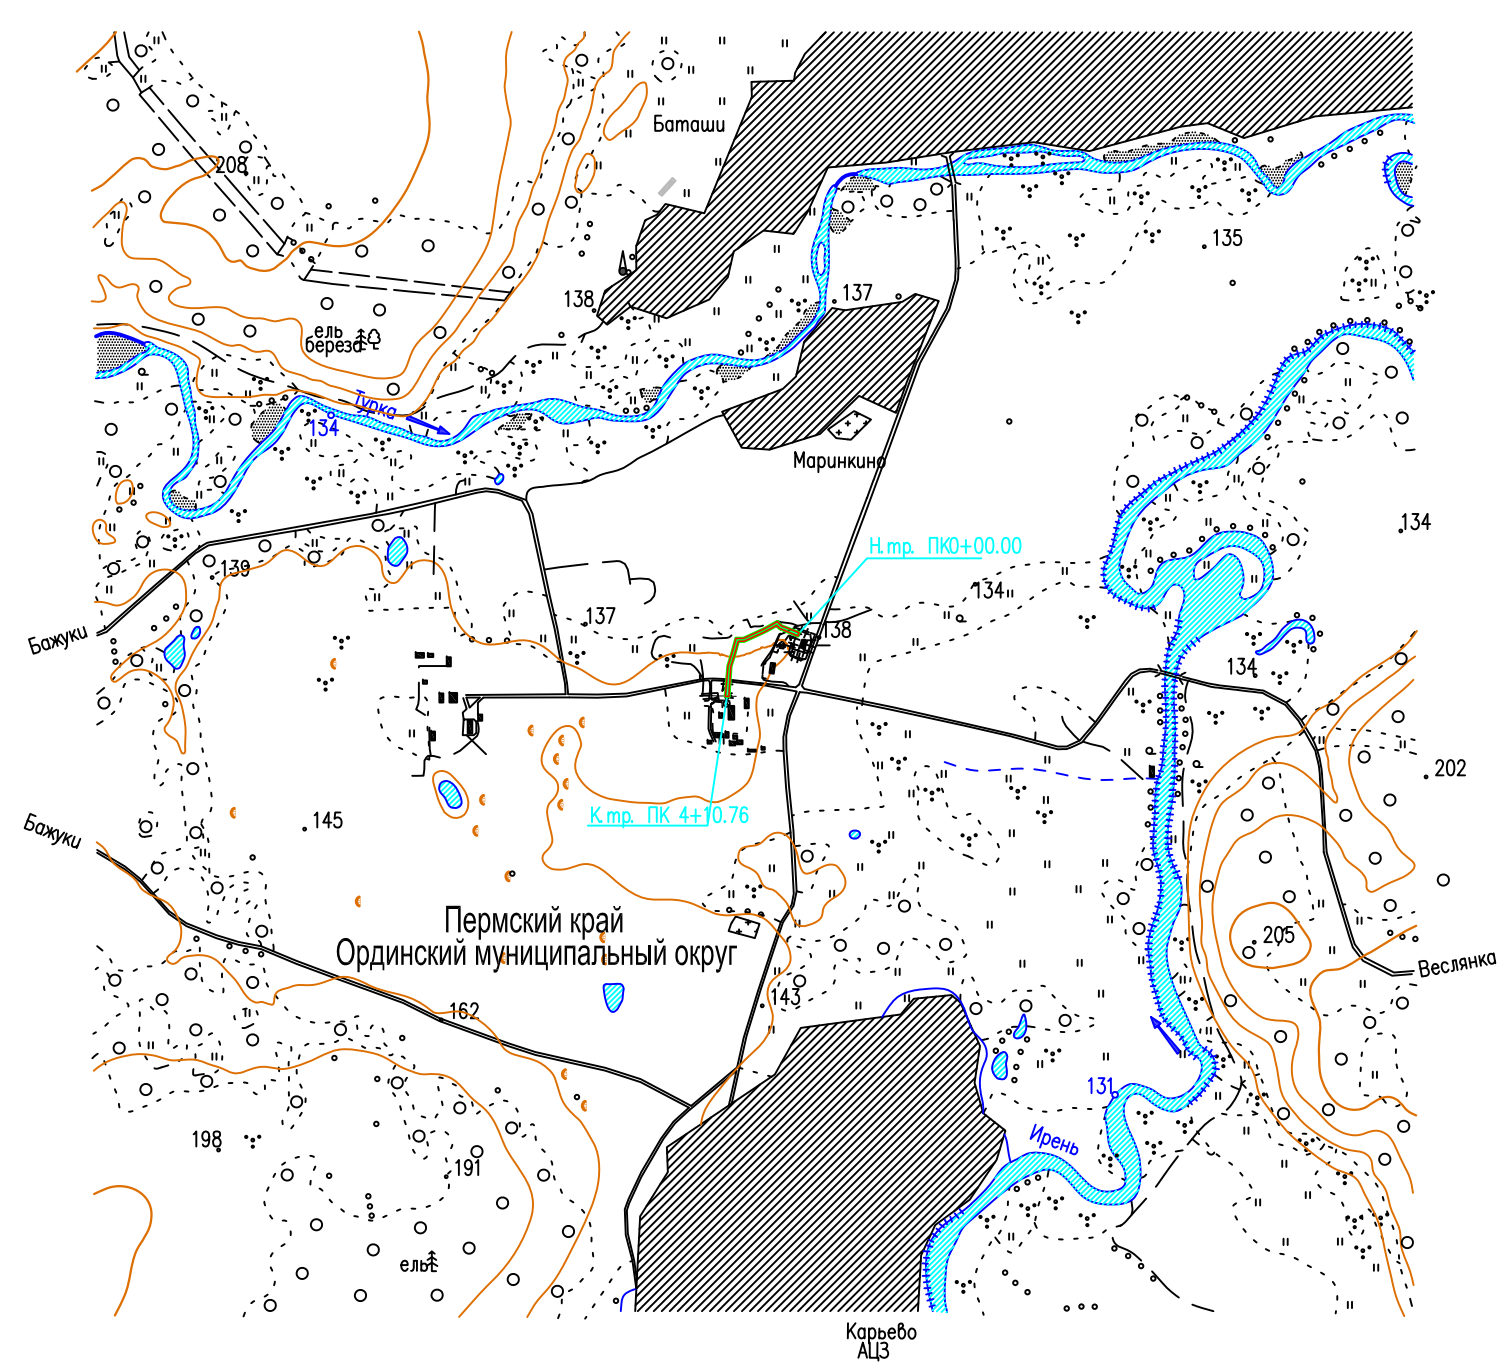 Баташи
208
135
138
137
ель
береза
Турка
134
Маринкино
134
Н.тр. ПК0+00.00
139
134
137
138
Бажуки
134
202
К.тр. ПК 4+10.76
145
Бажуки
Пермский край
Ординский муниципальный округ
205
Веслянка
143
162
131
Ирень
198
191
ель
Карьево
АЦЗ